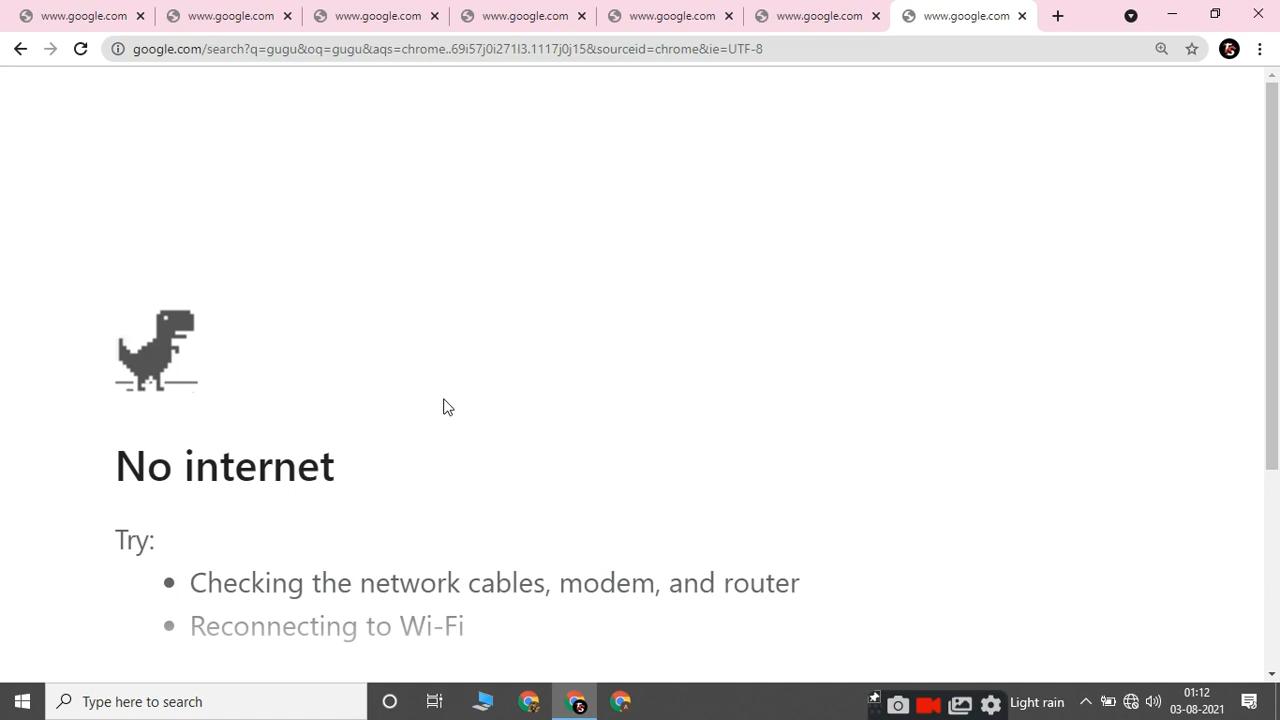 www.google.com www.google.com www.google.com www.google.com www.google.com www.google.com www.google.com
google.com/search?q=gugu&oq=gugu&aqs=chrome..69i57j0i271l3.1117j0j15&sourceid=chrome&ie=UTF-8
No internet
Try:
Checking the network cables, modem, and router
Reconnecting to Wi-Fi
Type here to search
Light rain
01:12
03-08-2021